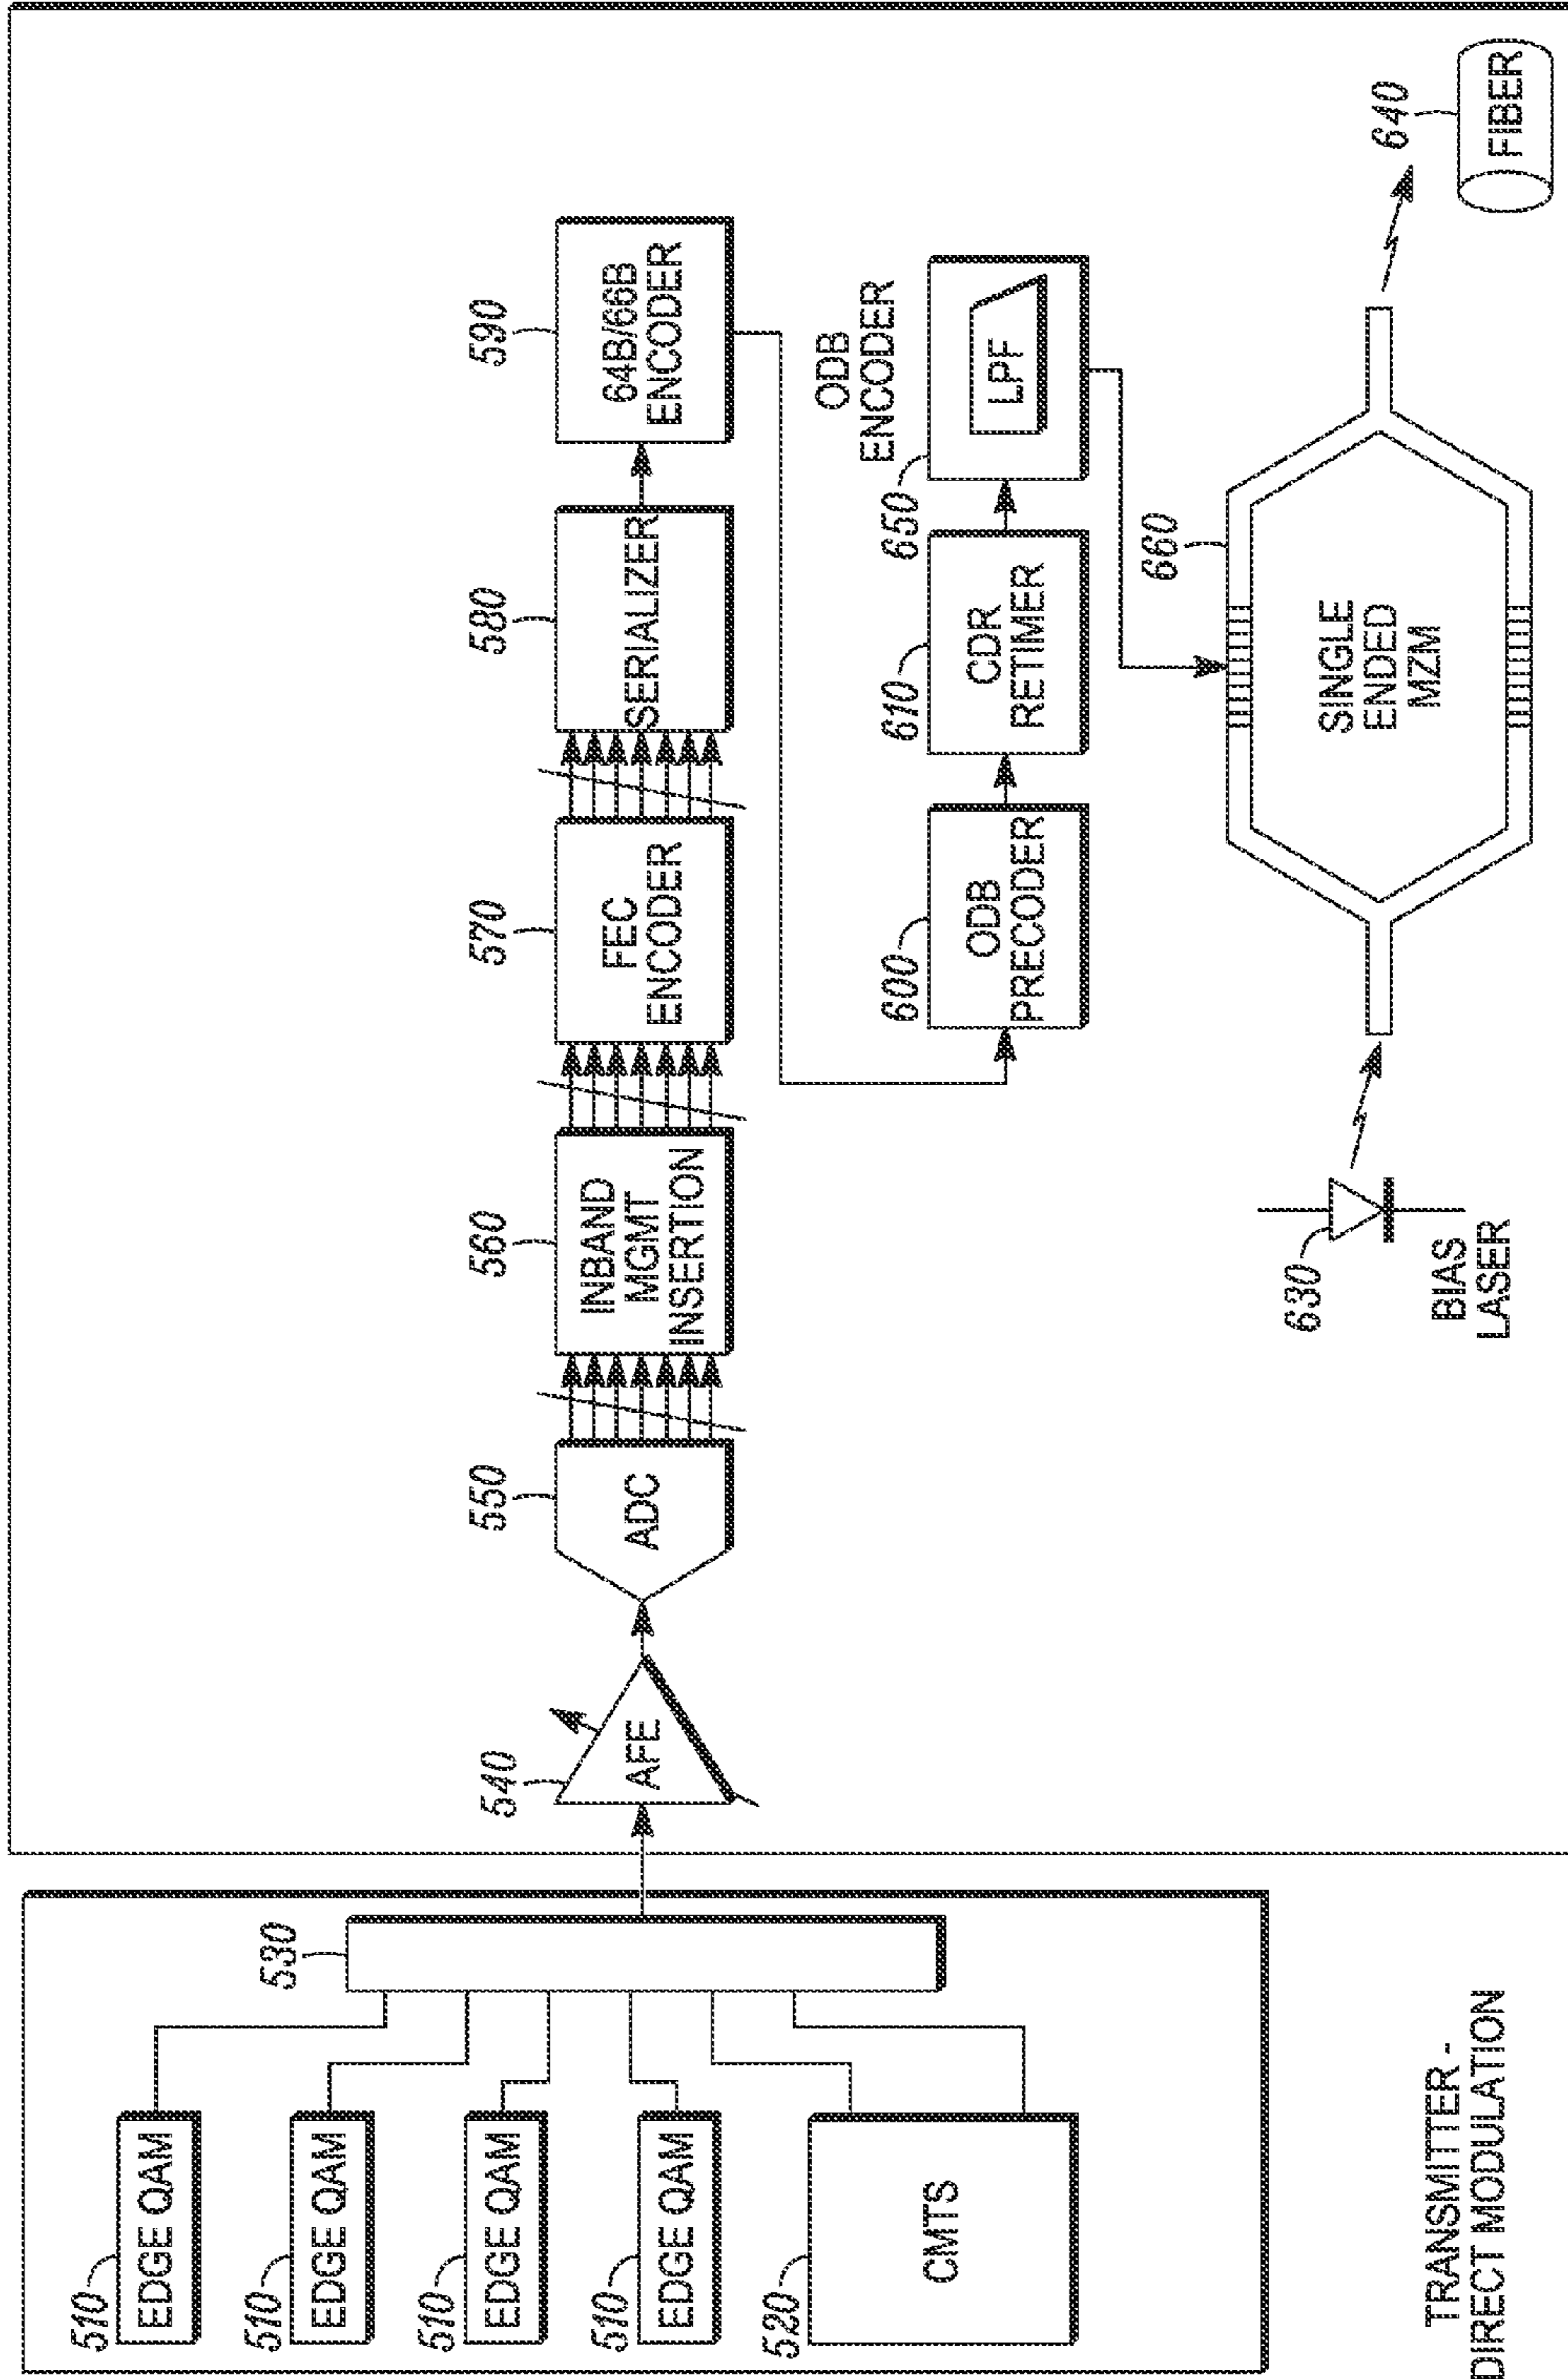 510
EDGE QAM
510
EDGE QAM
510
EDGE QAM
510
EDGE QAM
520
CMTS
530
TRANSMITTER -
DIRECT MODULATION
540
AFE
550
ADC
560
INBAND
MGMT
INSERTION
570
FEC
ENCODER
580
SERIALIZER
590
64B/66B
ENCODER
600
ODB
PRECODER
610
CDR
RETIMER
650
ODB
ENCODER
LPF
630
BIAS
LASER
660
SINGLE
ENDED
MZM
640
FIBER